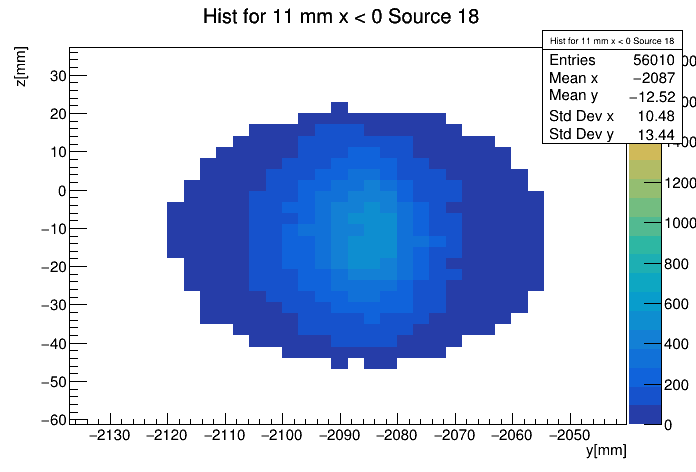 Hist for 11 mm x < 0 Source 18
z[mm]
Hist for 11 mm x < 0 Source 18
Entries 56010
Mean x −2087
Mean y −12.52
Std Dev x 10.48
Std Dev y 13.44
30
20
10
0
−10
−20
−30
−40
−50
−60
1200
1000
800
600
400
200
0
−2130 −2120 −2110 −2100 −2090 −2080 −2070 −2060 −2050
y[mm]